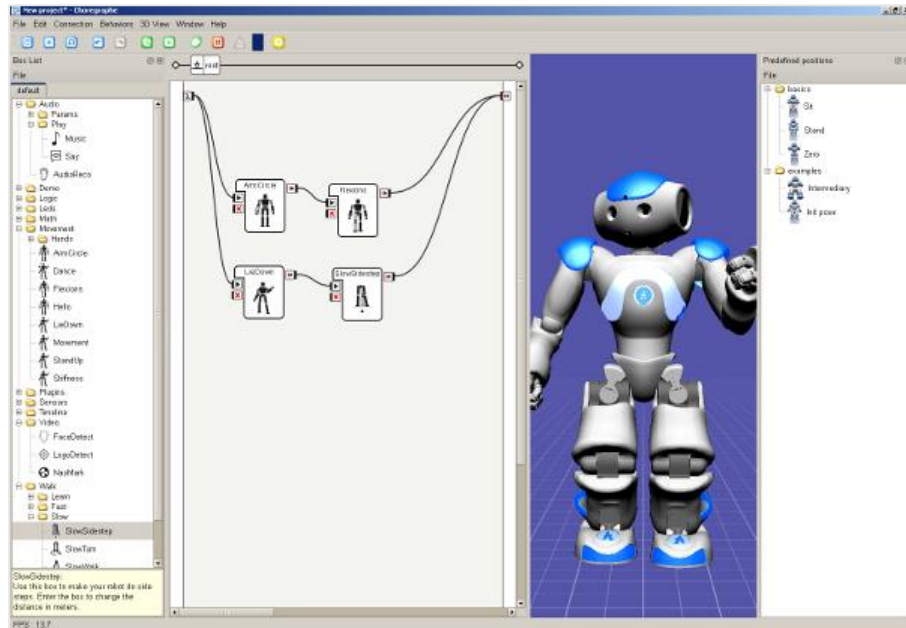 New project* - Choregraphe
File Edit Connection Behaviors 3D View Window Help
Box List
File
default
Audio
Params
Play
Music
Say
AudioReco
Demo
Logic
Leds
Math
Movement
Hands
ArmCircle
Dance
Flexions
Hello
LieDown
Movement
StandUp
Stiffness
Plugins
Sensors
Timeline
Video
FaceDetect
LogoDetect
NaoMark
Walk
Learn
Fast
Slow
SlowSidestep
SlowTurn
SlowWalk
SlowSidestep:
Use this box to make your robot do side
steps. Enter the box to change the
distance in meters.
FPS: 13.7
root
ArmCircle
Flexions
LieDown
SlowSidestep
Predefined positions
File
basics
Sit
Stand
Zero
examples
Intermediary
Init pose